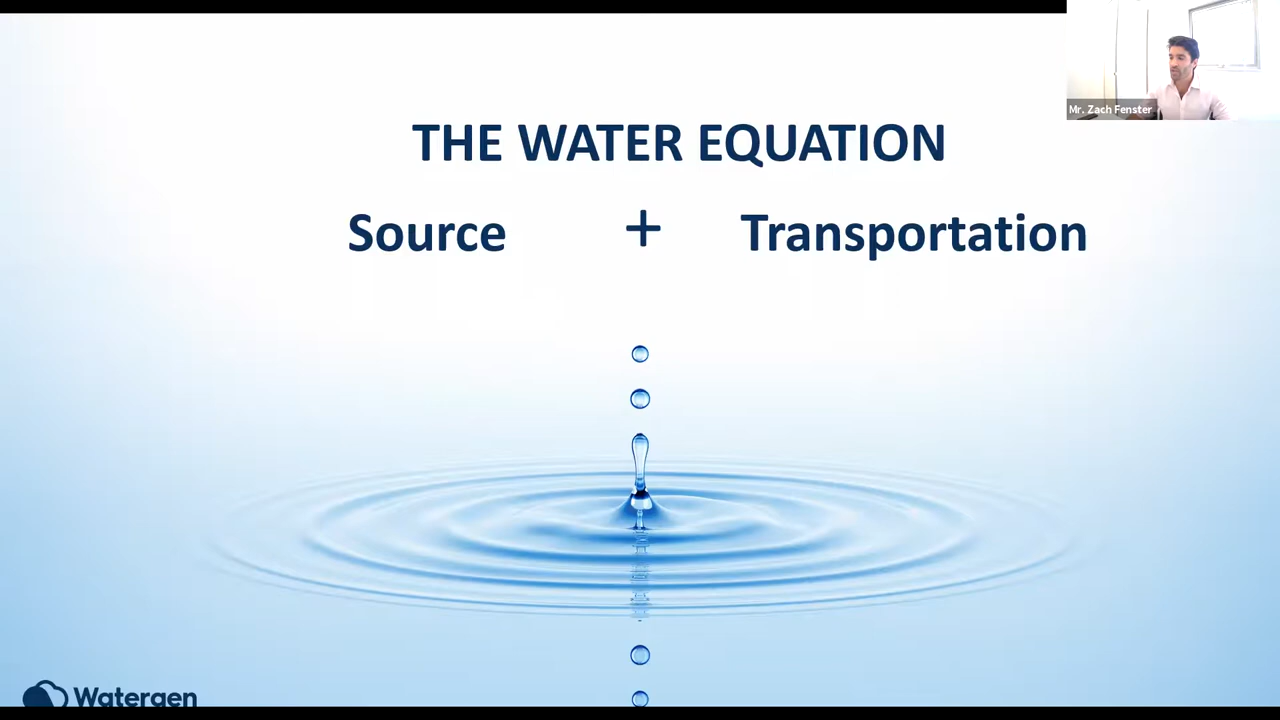 Mr. Zach Fenster
THE WATER EQUATION
Source + Transportation
Watergen